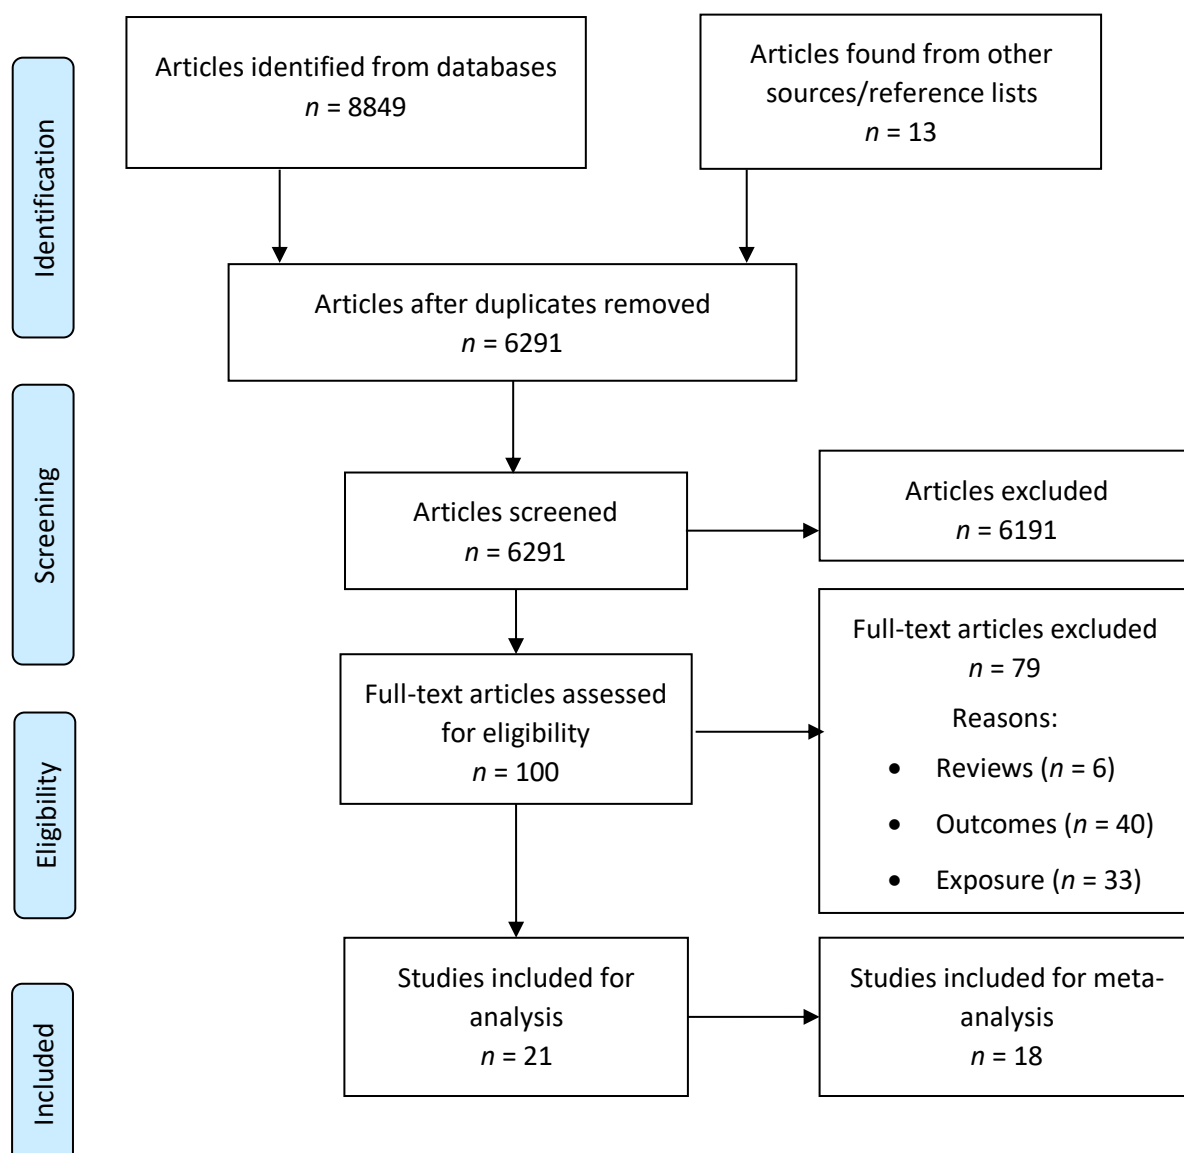 Identification
Articles identified from databases
n = 8849
Articles found from other
sources/reference lists
n = 13
Articles after duplicates removed
n = 6291
Screening
Articles screened
n = 6291
Articles excluded
n = 6191
Eligibility
Full-text articles assessed
for eligibility
n = 100
Full-text articles excluded
n = 79
Reasons:
• Reviews (n = 6)
• Outcomes (n = 40)
• Exposure (n = 33)
Included
Studies included for
analysis
n = 21
Studies included for meta-
analysis
n = 18